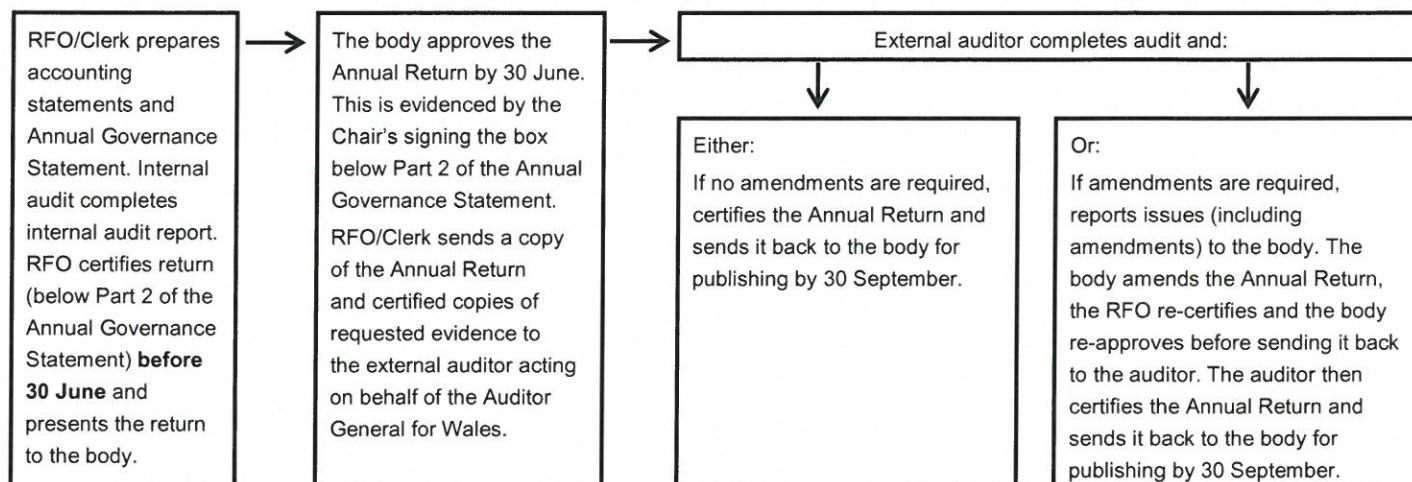 RFO/Clerk prepares
accounting
statements and
Annual Governance
Statement. Internal
audit completes
internal audit report.
RFO certifies return
(below Part 2 of the
Annual Governance
Statement) before
30 June and
presents the return
to the body.
The body approves the
Annual Return by 30 June.
This is evidenced by the
Chair's signing the box
below Part 2 of the Annual
Governance Statement.
RFO/Clerk sends a copy
of the Annual Return
and certified copies of
requested evidence to
the external auditor acting
on behalf of the Auditor
General for Wales.
External auditor completes audit and:
Either:
If no amendments are required,
certifies the Annual Return and
sends it back to the body for
publishing by 30 September.
Or:
If amendments are required,
reports issues (including
amendments) to the body. The
body amends the Annual Return,
the RFO re-certifies and the body
re-approves before sending it back
to the auditor. The auditor then
certifies the Annual Return and
sends it back to the body for
publishing by 30 September.